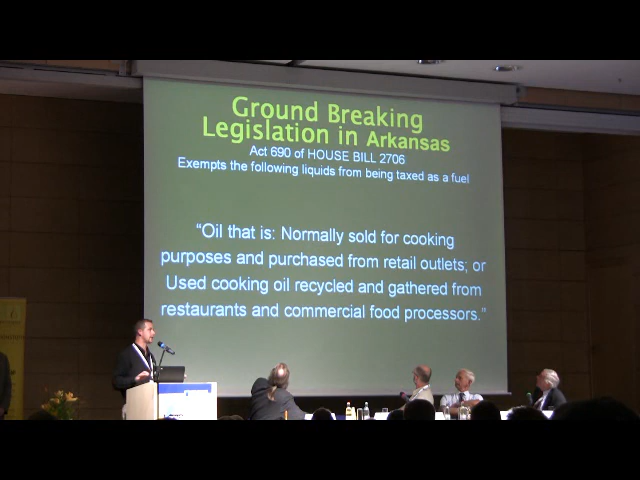 Ground Breaking
Legislation in Arkansas
Act 690 of HOUSE BILL 2706
Exempts the following liquids from being taxed as a fuel
“Oil that is: Normally sold for cooking
purposes and purchased from retail outlets; or
Used cooking oil recycled and gathered from
restaurants and commercial food processors.”